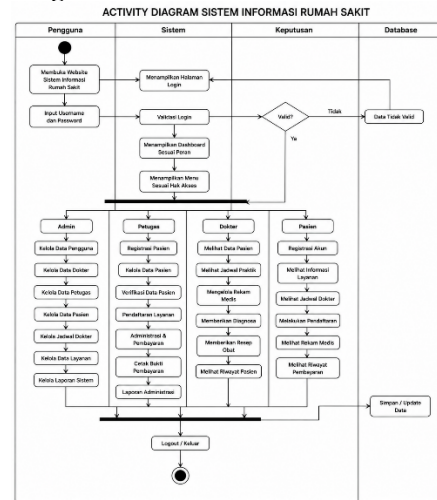 ACTIVITY DIAGRAM SISTEM INFORMASI RUMAH SAKIT
Pengguna
Sistem
Keputusan
Database
Membuka Website
Sistem Informasi
Rumah Sakit
Menampilkan Halaman
Login
Input Username
dan Password
Validasi Login
Valid?
Tidak
Data Tidak Valid
Ya
Menampilkan Dashboard
Sesuai Peran
Menampilkan Menu
Sesuai Hak Akses
Admin
Kelola Data Pengguna
Kelola Data Dokter
Kelola Data Petugas
Kelola Data Pasien
Kelola Jadwal Dokter
Kelola Data Layanan
Kelola Laporan Sistem
Petugas
Registrasi Pasien
Kelola Data Pasien
Verifikasi Data Pasien
Pendaftaran Layanan
Administrasi &
Pembayaran
Cetak Bukti
Pembayaran
Laporan Administrasi
Dokter
Melihat Data Pasien
Melihat Jadwal Praktik
Mengelola Rekam
Medis
Memberikan Diagnosa
Memberikan Resep
Obat
Melihat Riwayat Pasien
Pasien
Registrasi Akun
Melihat Informasi
Layanan
Melihat Jadwal Dokter
Melakukan Pendaftaran
Melihat Rekam Medis
Melihat Riwayat
Pembayaran
Simpan / Update
Data
Logout / Keluar